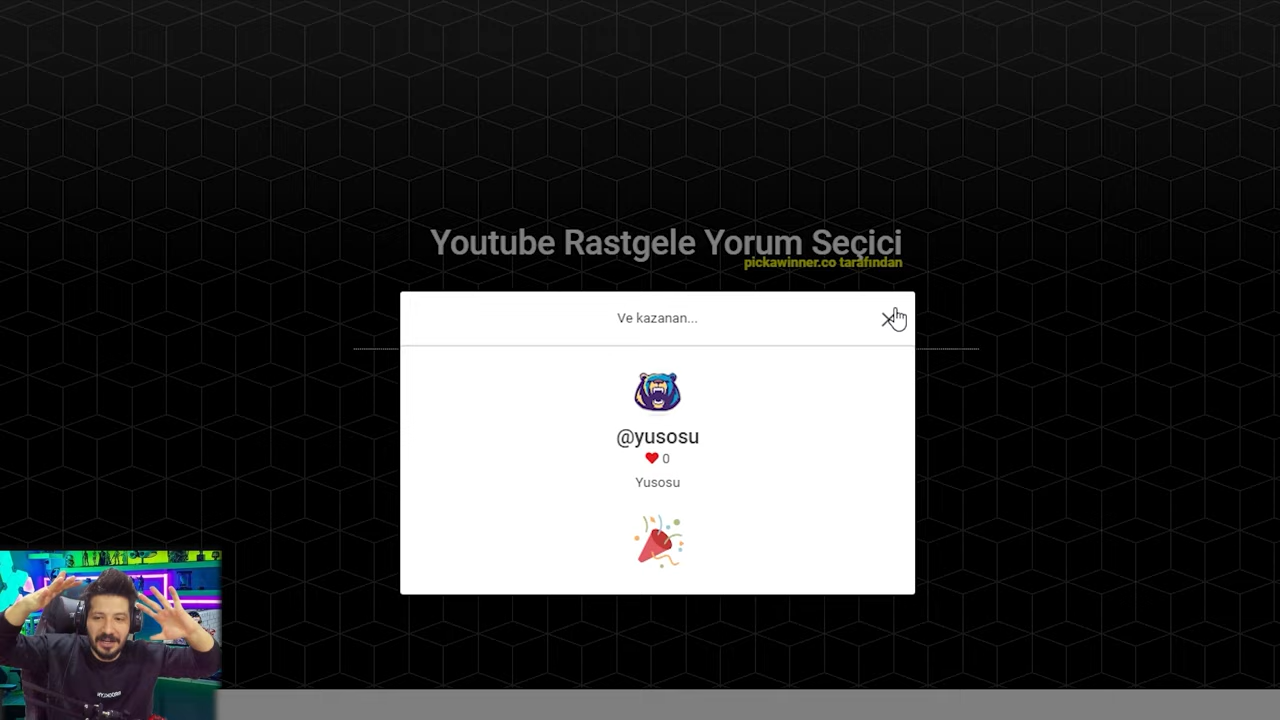 Youtube Rastgele Yorum Seçici
pickawinner.co tarafından
Ve kazanan...
@yusosu
0
Yusosu